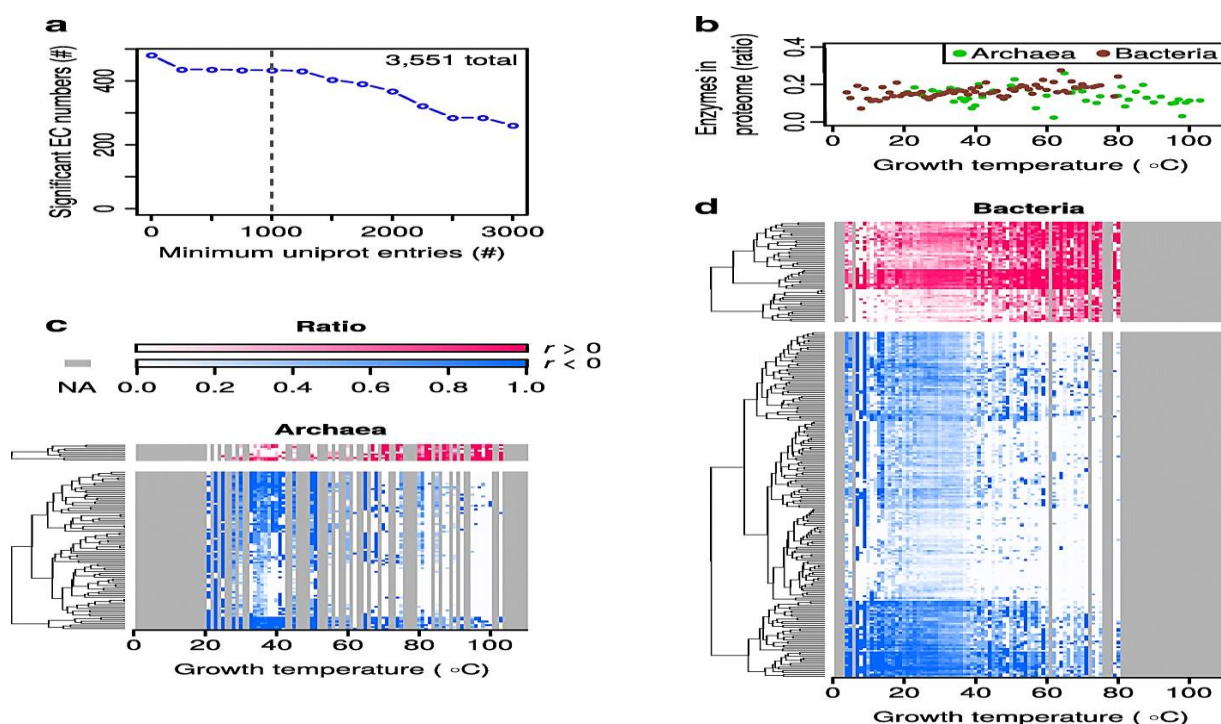 a
Significant EC numbers (#)
0
200
400
3,551 total
0
1000
2000
3000
Minimum uniprot entries (#)
b
Enzymes in
proteome (ratio)
0.0
0.2
0.4
Archaea
Bacteria
0
20
40
60
80
100
Growth temperature ( °C)
c
Ratio
r > 0
r < 0
NA
0.0
0.2
0.4
0.6
0.8
1.0
Archaea
0
20
40
60
80
100
Growth temperature ( °C)
d
Bacteria
0
20
40
60
80
100
Growth temperature ( °C)